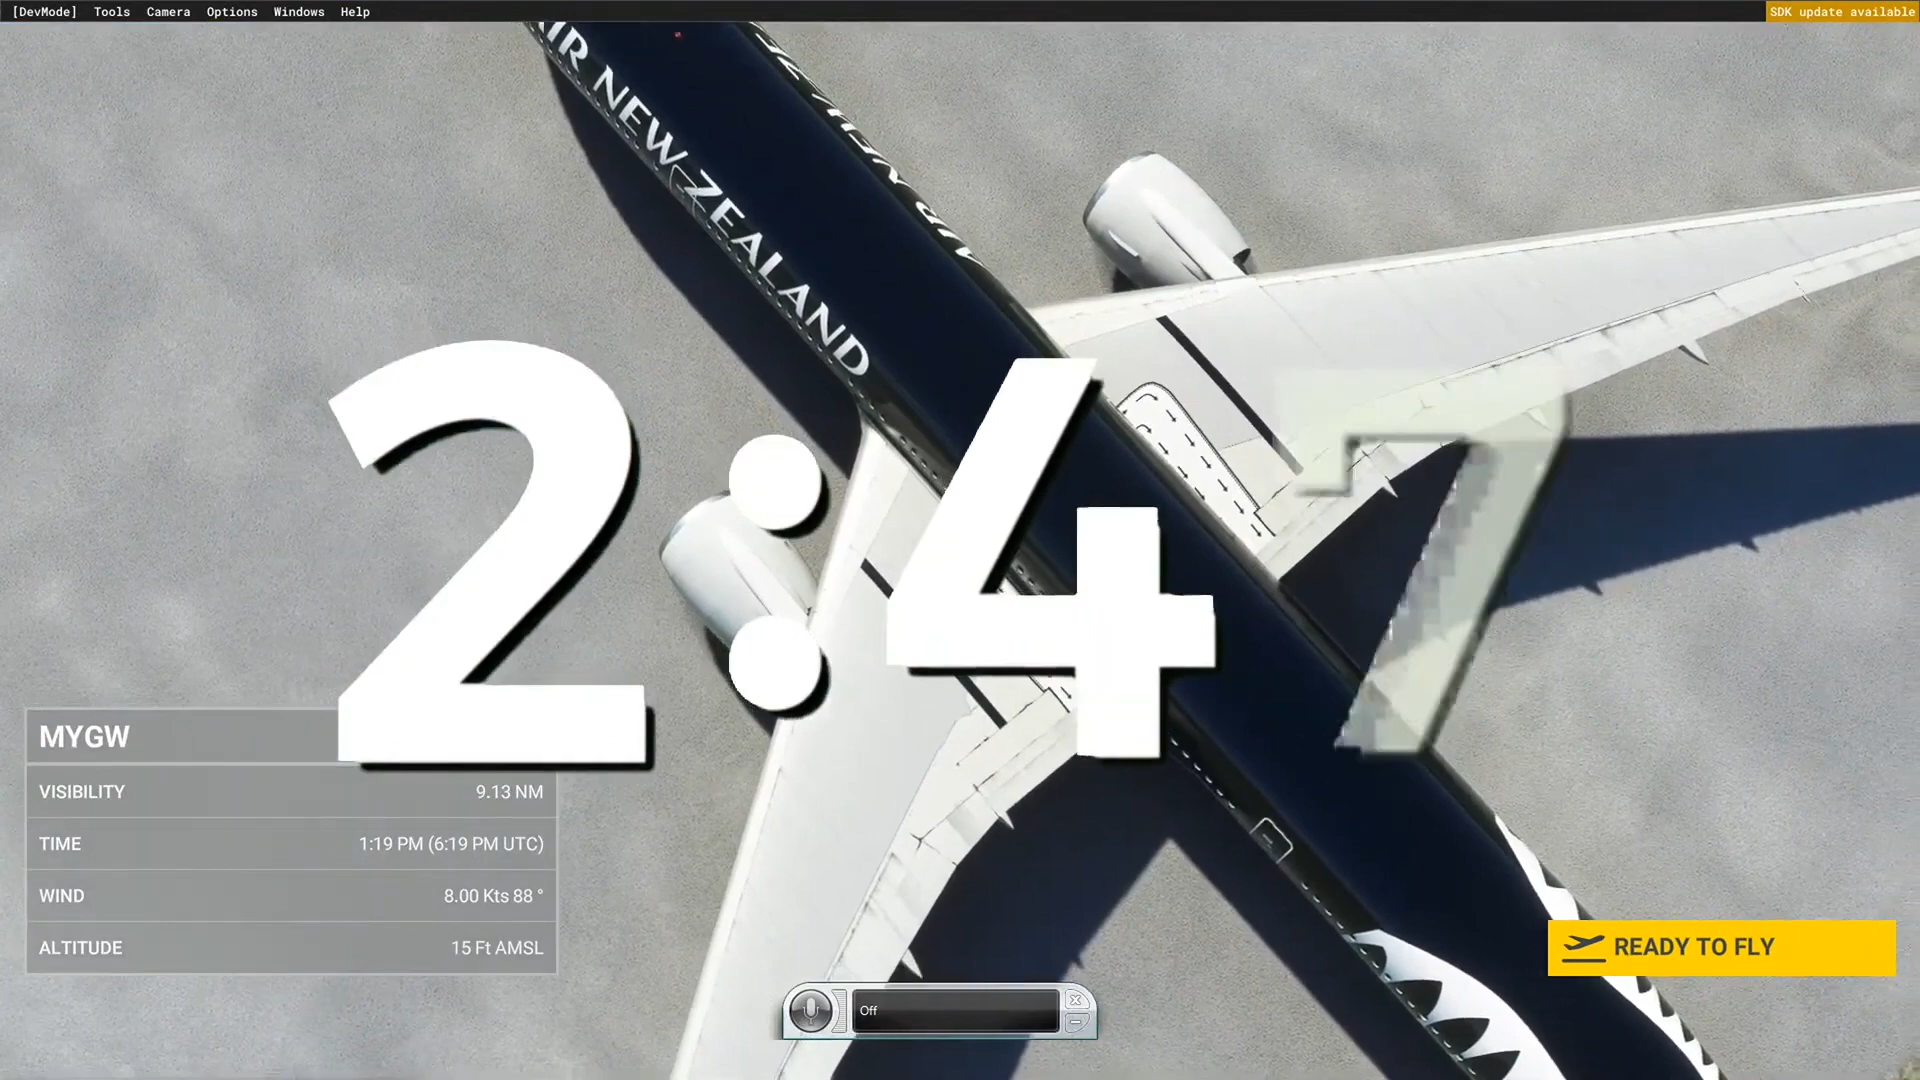 [DevMode] Tools Camera Options Windows Help
SDK update available
AIR NEW ZEALAND
2:47
MYGW
VISIBILITY 9.13 NM
TIME 1:19 PM (6:19 PM UTC)
WIND 8.00 Kts 88 °
ALTITUDE 15 Ft AMSL
READY TO FLY
Off